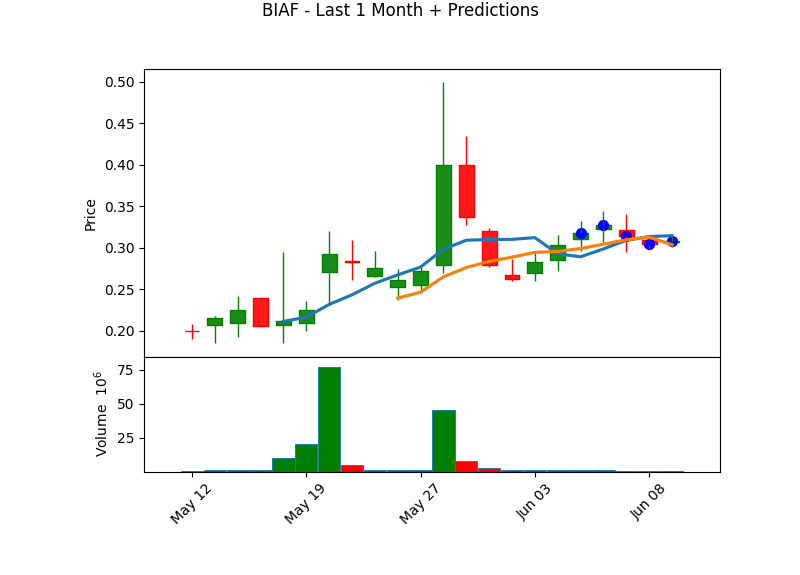 BIAF - Last 1 Month + Predictions
0.50
0.45
0.40
0.35
0.30
0.25
0.20
Price
75
50
25
Volume 10^6
May 12
May 19
May 27
Jun 03
Jun 08